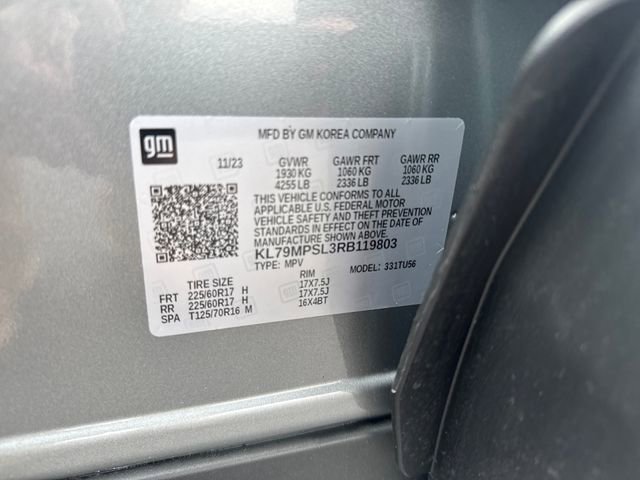 gm
MFD BY GM KOREA COMPANY
11/23 GVWR GAWR FRT GAWR RR
1930 KG 1060 KG 1060 KG
4255 LB 2336 LB 2336 LB
THIS VEHICLE CONFORMS TO ALL
APPLICABLE U.S. FEDERAL MOTOR
VEHICLE SAFETY AND THEFT PREVENTION
STANDARDS IN EFFECT ON THE DATE
OF MANUFACTURE SHOWN ABOVE.
KL79MPSL3RB119803
TYPE: MPV MODEL: 331TU56
TIRE SIZE RIM
FRT 225/60R17 H 17X7.5J
RR 225/60R17 H 17X7.5J
SPA T125/70R16 M 16X4BT